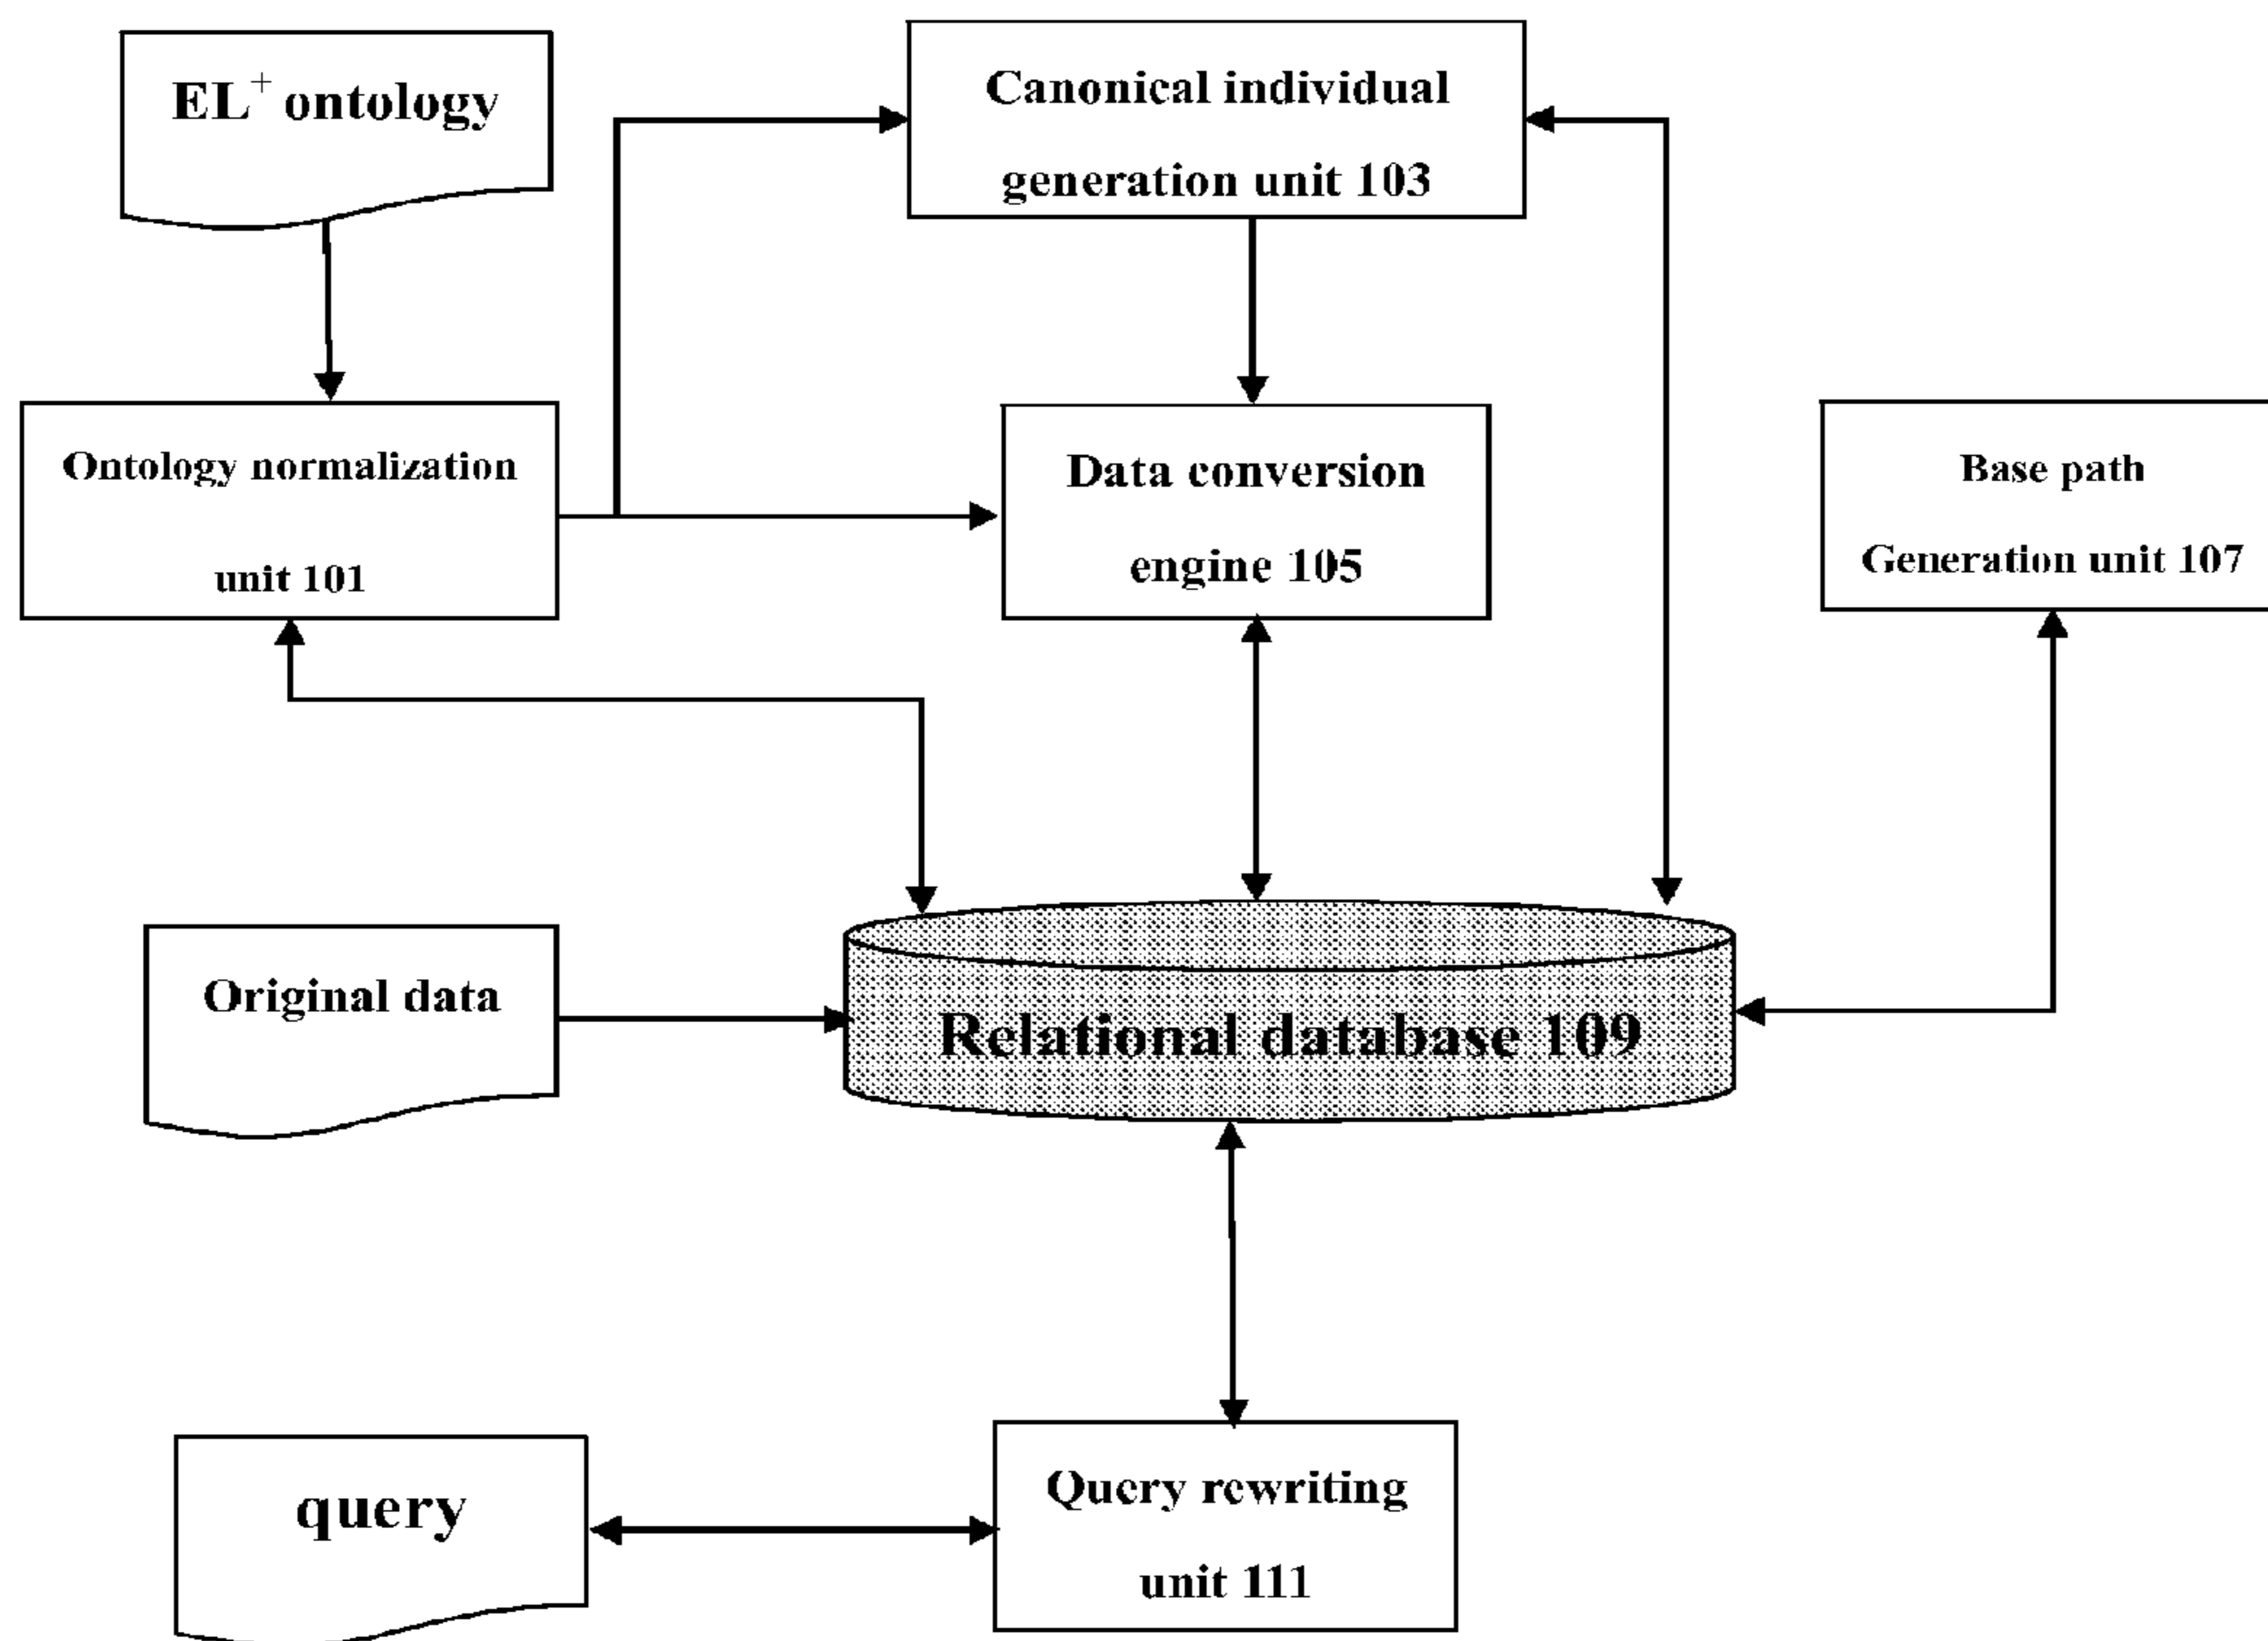 EL+ ontology
Canonical individual
generation unit 103
Ontology normalization
unit 101
Data conversion
engine 105
Base path
Generation unit 107
Original data
Relational database 109
query
Query rewriting
unit 111